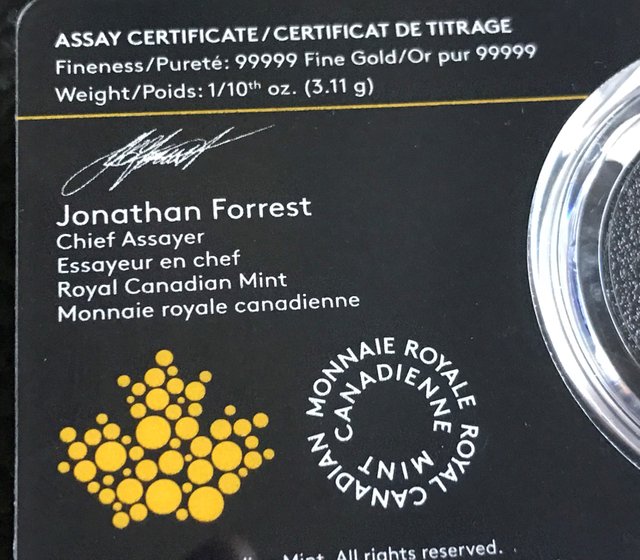 ASSAY CERTIFICATE / CERTIFICAT DE TITRAGE
Fineness/Pureté: 99999 Fine Gold/Or pur 99999
Weight/Poids: 1/10ᵗʰ oz. (3.11 g)
Jonathan Forrest
Chief Assayer
Essayeur en chef
Royal Canadian Mint
Monnaie royale canadienne
MONNAIE ROYALE
CANADIENNE
ROYAL CANADIAN
MINT
Mint. All rights reserved.